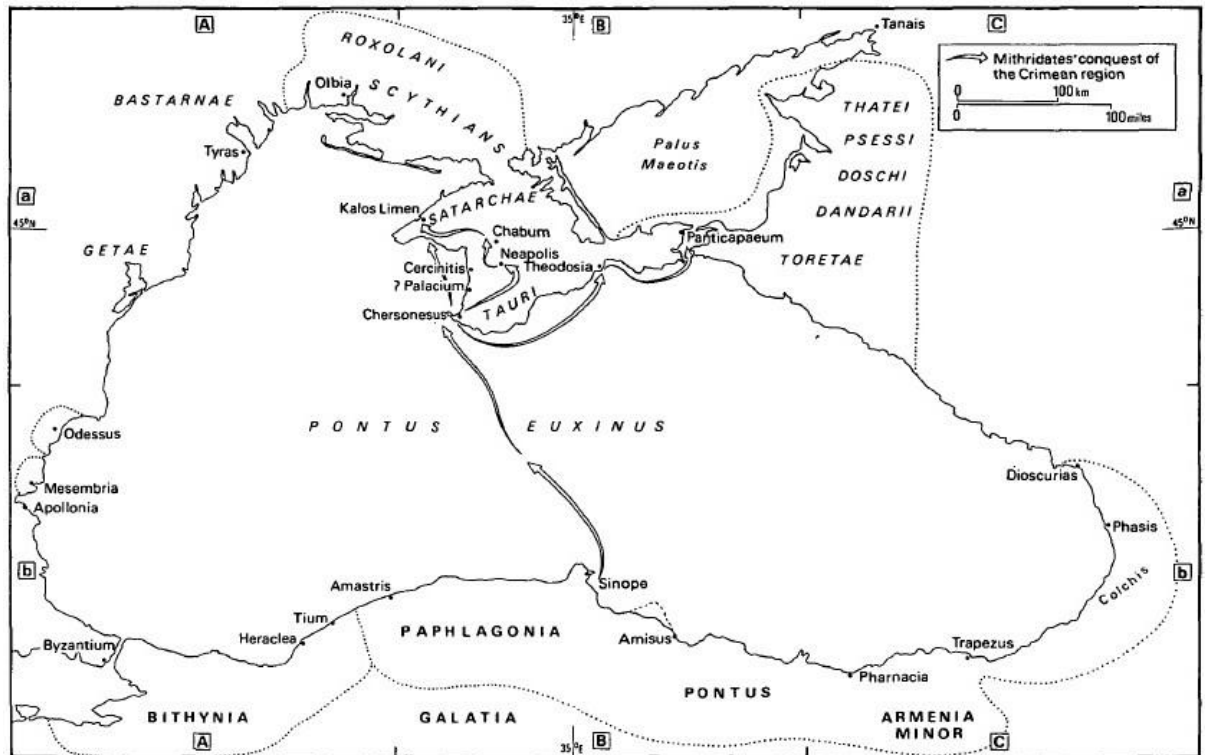 A
35°E
B
C
Tanais
ROXOLANI
Mithridates' conquest of
the Crimean region
0 100 km
0 100 miles
Olbia
SCYTHIANS
BASTARNAE
THATEI
PSESSI
DOSCHI
DANDARII
TORETAE
Tyras
Palus
Maeotis
a
45°N
a
45°N
Kalos Limen
SATARCHAE
Chabum
Neapolis
Panticapaeum
GETAE
Cercinitis
Theodosia
? Palacium
TAURI
Chersonesus
PONTUS EUXINUS
Odessus
Mesembria
Apollonia
Dioscurias
Phasis
b
b
Colchis
Sinope
Amastris
Tium
Heraclea
Byzantium
PAPHLAGONIA
Amisus
Trapezus
Pharnacia
PONTUS
BITHYNIA
GALATIA
ARMENIA
MINOR
A
35°E
B
C